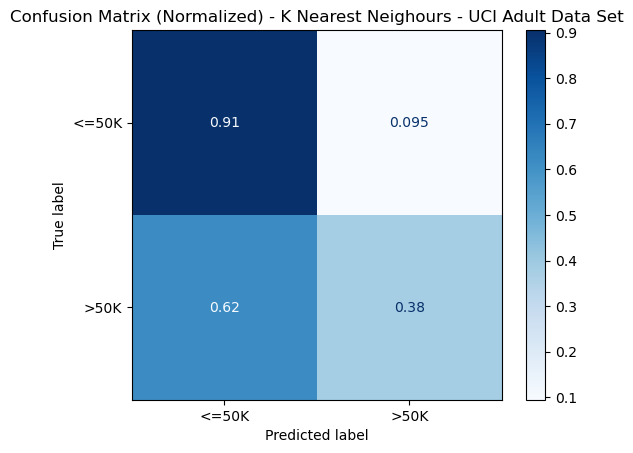 Confusion Matrix (Normalized) - K Nearest Neighours - UCI Adult Data Set
<=50K
0.91
0.095
>50K
0.62
0.38
True label
<=50K
>50K
Predicted label
0.9
0.8
0.7
0.6
0.5
0.4
0.3
0.2
0.1